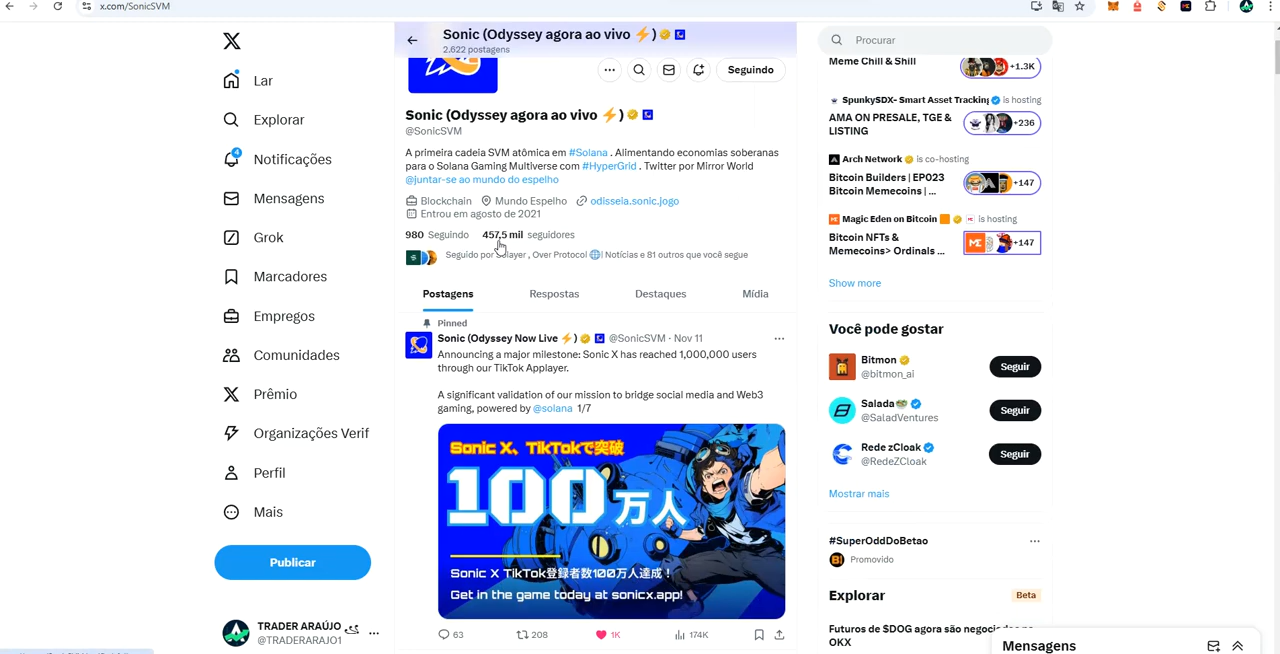 x.com/SonicSVM
Lar
Explorar
4
Notificações
Mensagens
Grok
Marcadores
Empregos
Comunidades
Prêmio
Organizações Verif
Perfil
Mais
Publicar
TRADER ARAÚJO
@TRADERARAJO1
Sonic (Odyssey agora ao vivo ⚡)
2.622 postagens
Seguindo
Sonic (Odyssey agora ao vivo ⚡)
@SonicSVM
A primeira cadeia SVM atômica em #Solana . Alimentando economias soberanas
para o Solana Gaming Multiverse com #HyperGrid . Twitter por Mirror World
@juntar-se ao mundo do espelho
Blockchain Mundo Espelho odisseia.sonic.jogo
Entrou em agosto de 2021
980 Seguindo 457,5 mil seguidores
Seguido por Solayer , Over Protocol 🌐| Notícias e 81 outros que você segue
Postagens Respostas Destaques Mídia
Pinned
Sonic (Odyssey Now Live ⚡) @SonicSVM · Nov 11
Announcing a major milestone: Sonic X has reached 1,000,000 users
through our TikTok Applayer.
A significant validation of our mission to bridge social media and Web3
gaming, powered by @solana 1/7
Sonic X、TikTokで突破
100万人
Sonic X TikTok登録者数100万人達成！
Get in the game today at sonicx.app!
63 208 1K 174K
Procurar
Meme Chill & Shill
+1.3K
SpunkySDX- Smart Asset Tracking is hosting
AMA ON PRESALE, TGE &
LISTING
+236
Arch Network is co-hosting
Bitcoin Builders | EP023
Bitcoin Memecoins | ...
+147
Magic Eden on Bitcoin 🟧 is hosting
Bitcoin NFTs &
Memecoins> Ordinals ...
+147
Show more
Você pode gostar
Bitmon
@bitmon_ai
Seguir
Salada🥗
@SaladVentures
Seguir
Rede zCloak
@RedeZCloak
Seguir
Mostrar mais
#SuperOddDoBetao
Promovido
Explorar Beta
Futuros de $DOG agora são negociados na
OKX
Mensagens